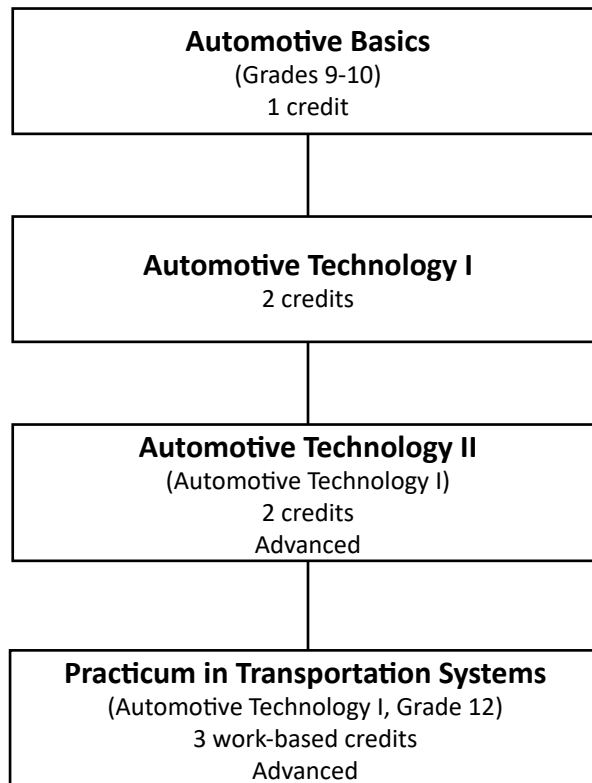 Automotive Basics
(Grades 9-10)
1 credit
Automotive Technology I
2 credits
Automotive Technology II
(Automotive Technology I)
2 credits
Advanced
Practicum in Transportation Systems
(Automotive Technology I, Grade 12)
3 work-based credits
Advanced